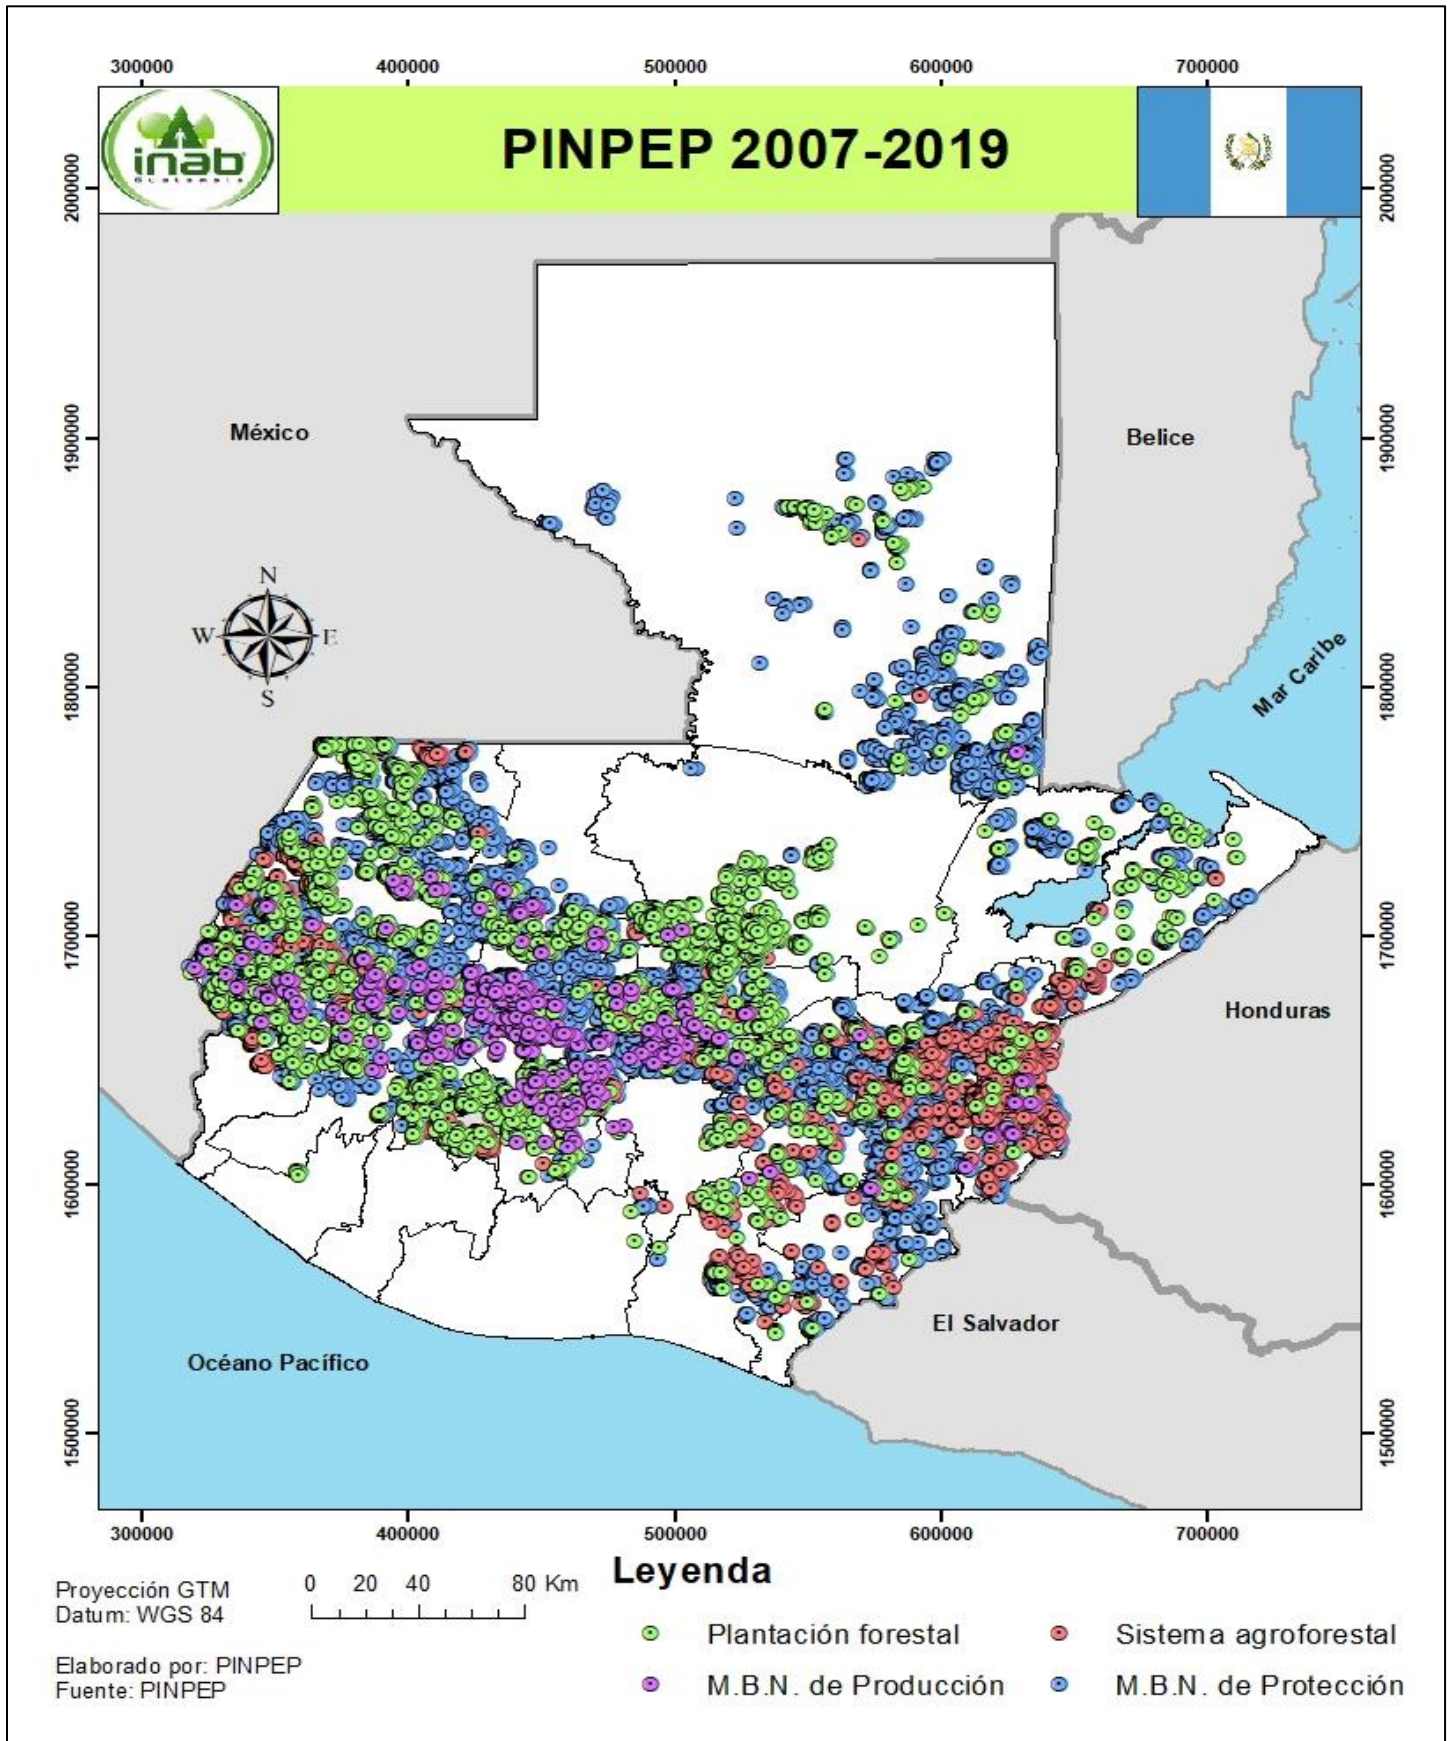 300000 400000 500000 600000 700000
inab
Guatemala
PINPEP 2007-2019
2000000 2000000
México
Belice
1900000 1900000
N
W E
S
Mar Caribe
1800000 1800000
1700000 1700000
Honduras
1600000 1600000
El Salvador
Océano Pacífico
1500000 1500000
300000 400000 500000 600000 700000
Leyenda
Proyección GTM
Datum: WGS 84
0 20 40 80 Km
Plantación forestal
Sistema agroforestal
Elaborado por: PINPEP
Fuente: PINPEP
M.B.N. de Producción
M.B.N. de Protección